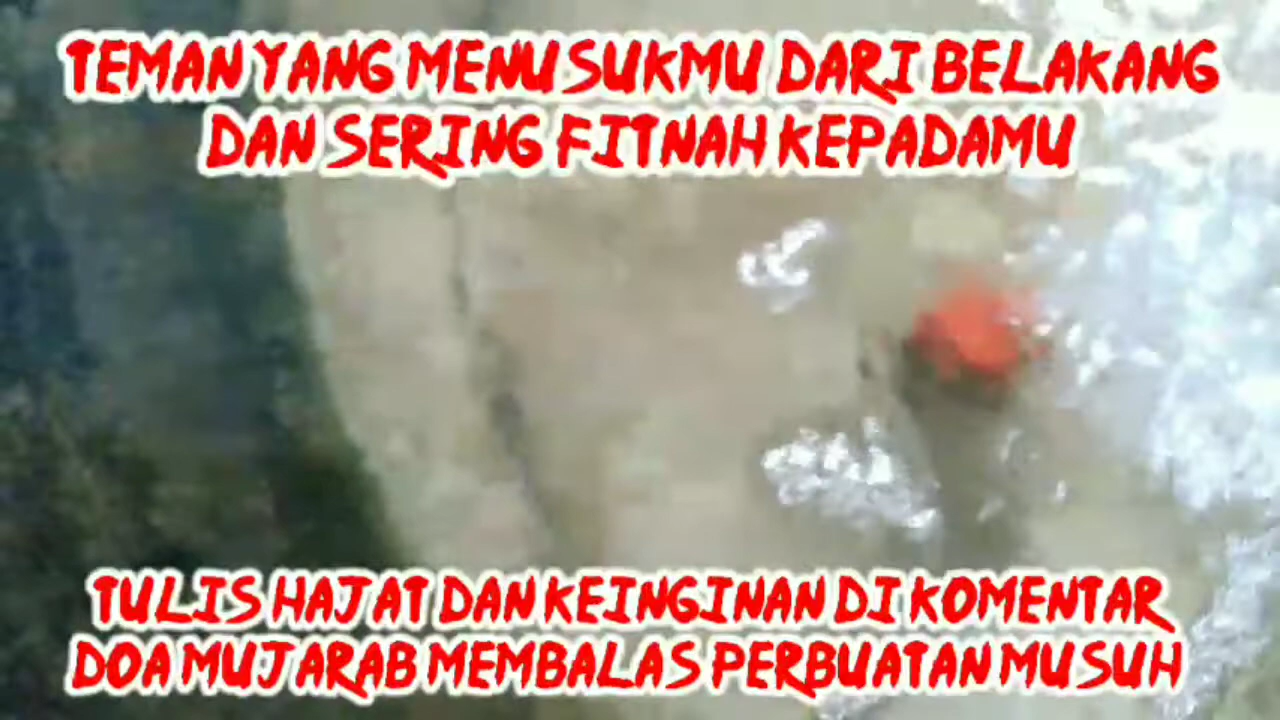 TEMAN YANG MENUSUKMU DARI BELAKANG
DAN SERING FITNAH KEPADAMU
TULIS HAJAT DAN KEINGINAN DI KOMENTAR
DOA MUJARAB MEMBALAS PERBUATAN MUSUH